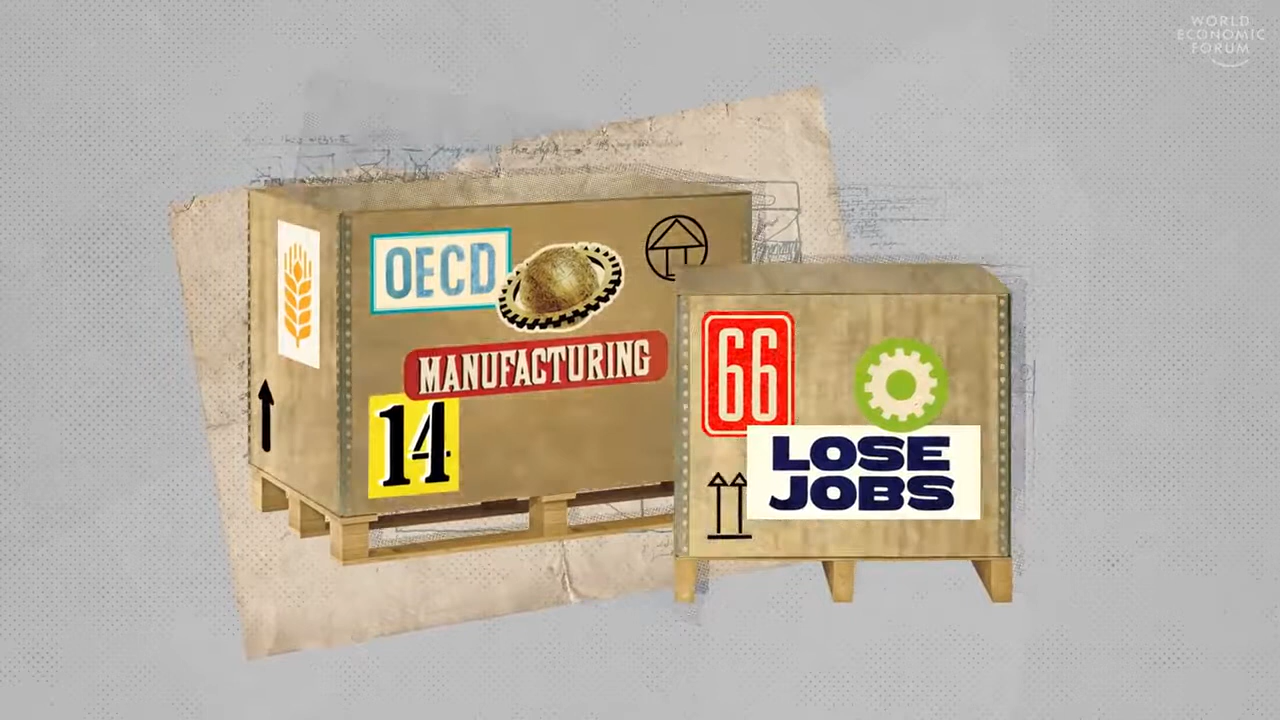 WORLD
ECONOMIC
FORUM
OECD
MANUFACTURING
14
66
LOSE
JOBS